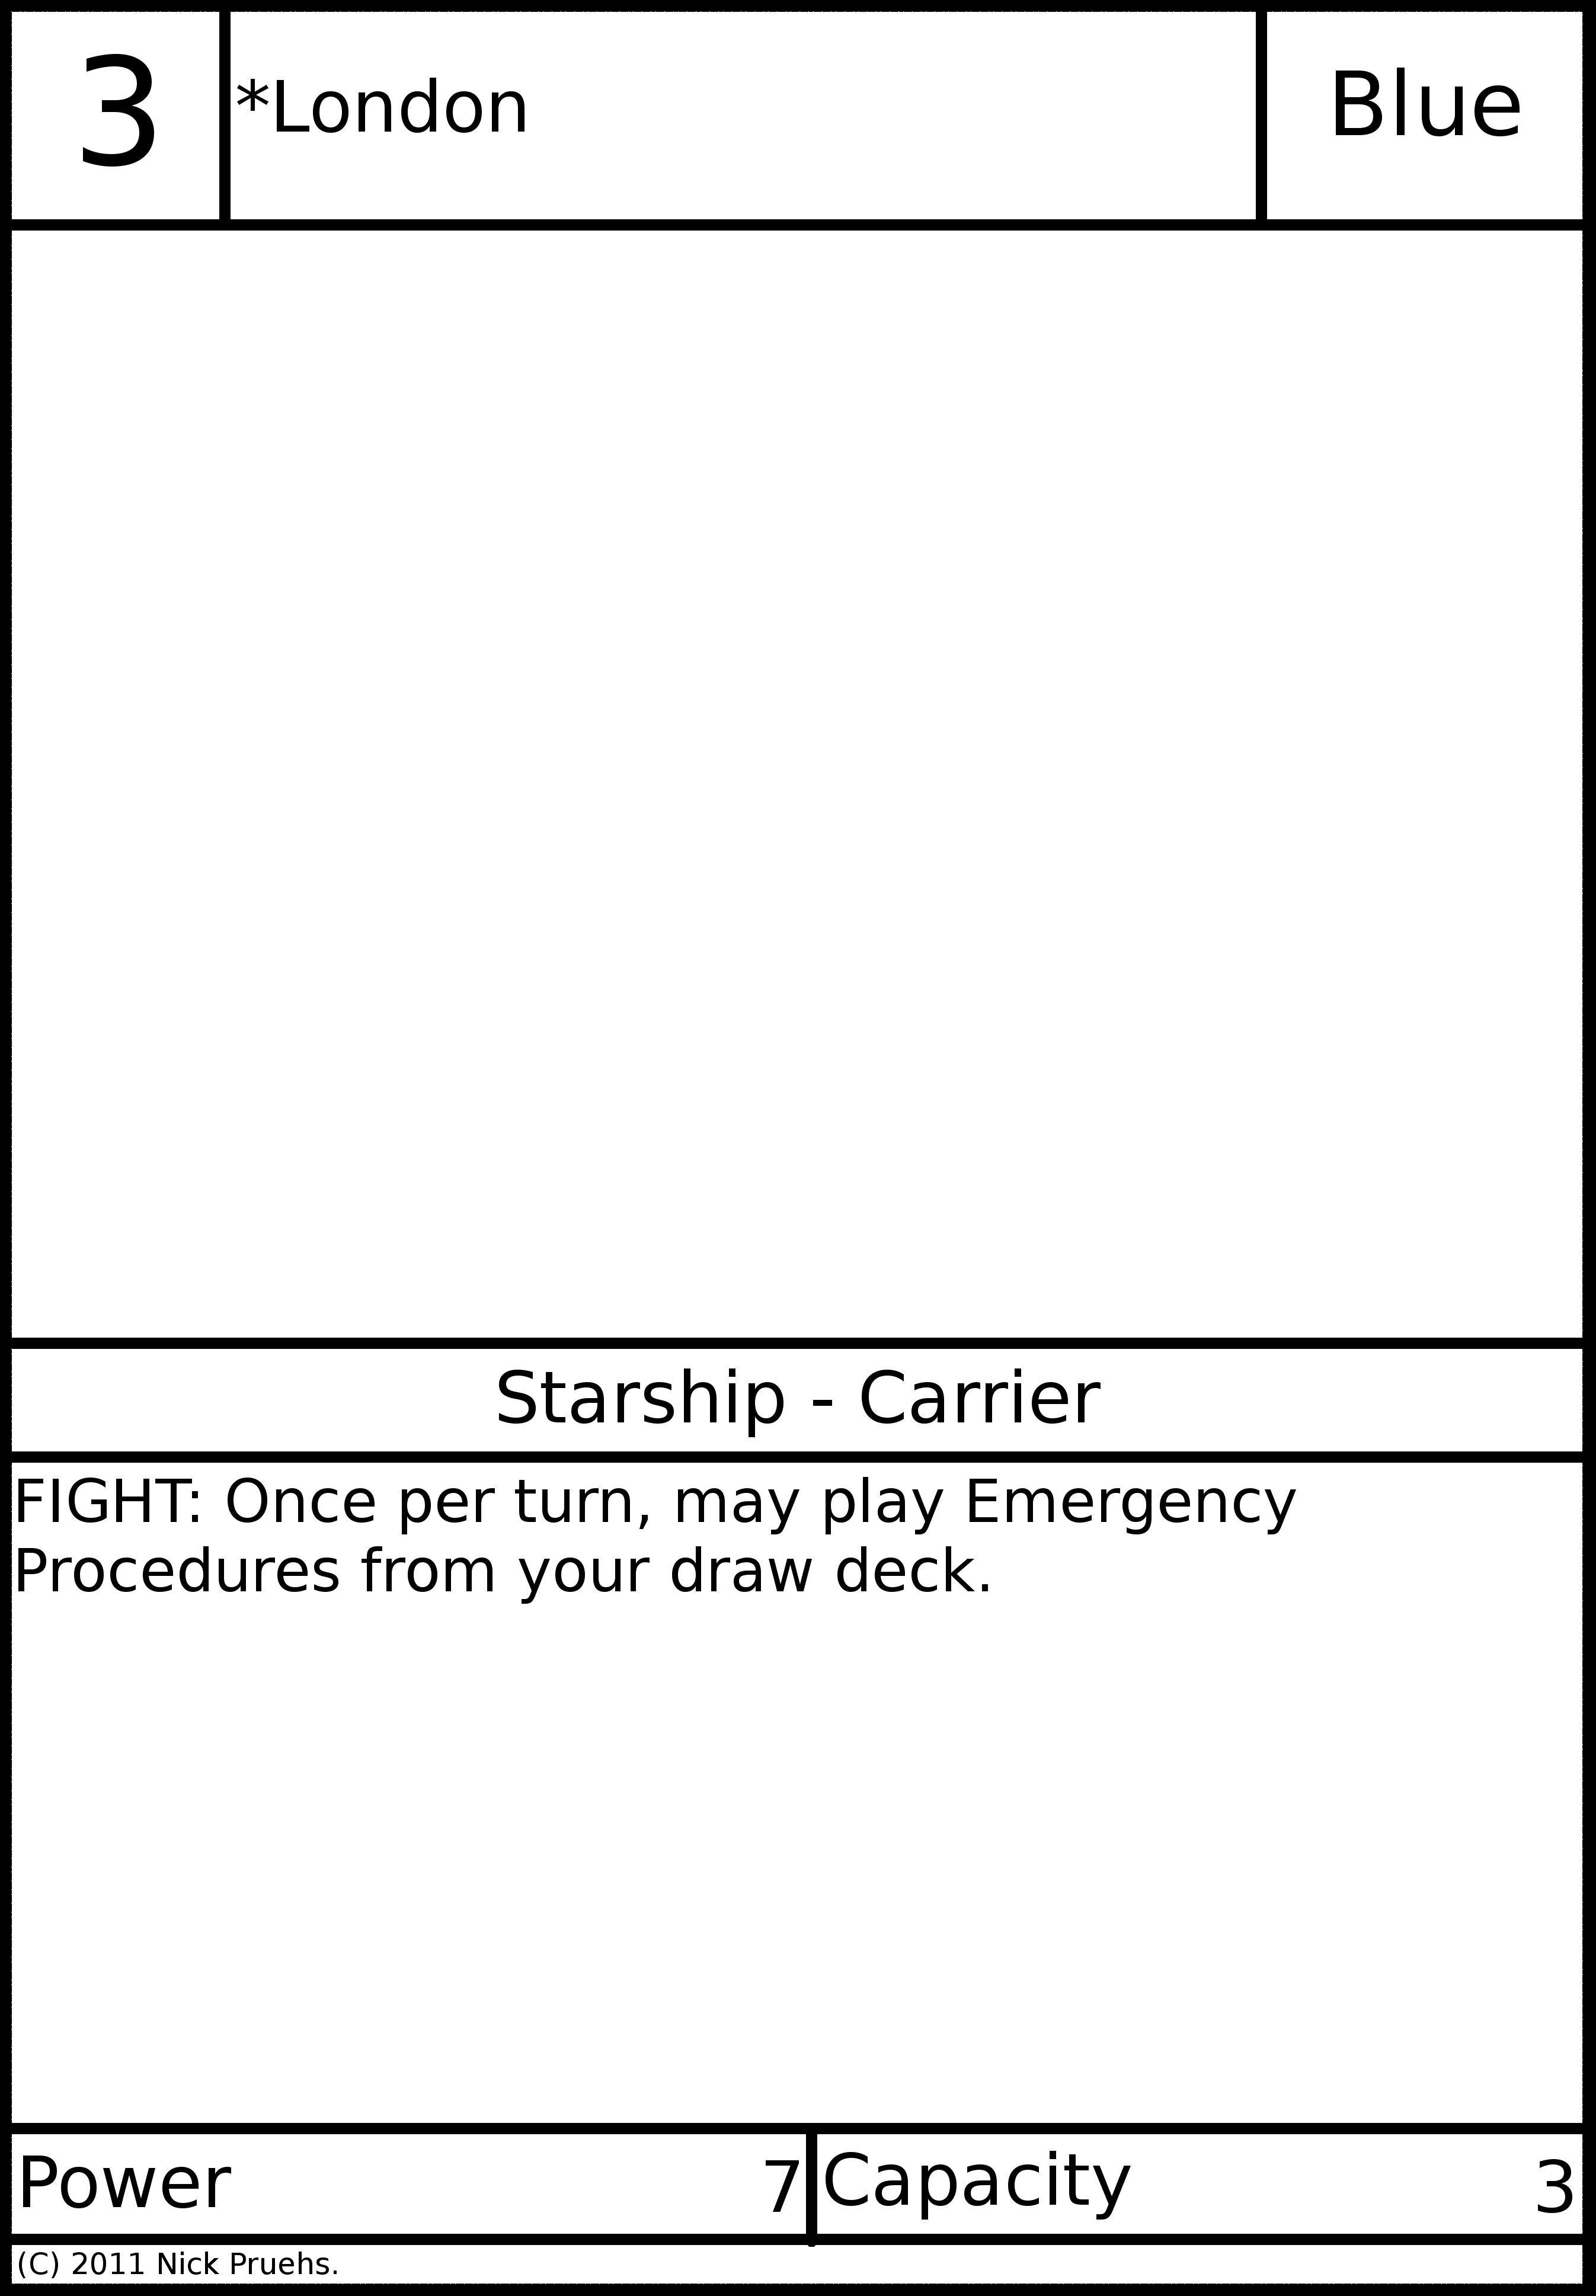 3
*London
Blue
Starship - Carrier
FIGHT: Once per turn, may play Emergency
Procedures from your draw deck.
Power 7
Capacity 3
(C) 2011 Nick Pruehs.